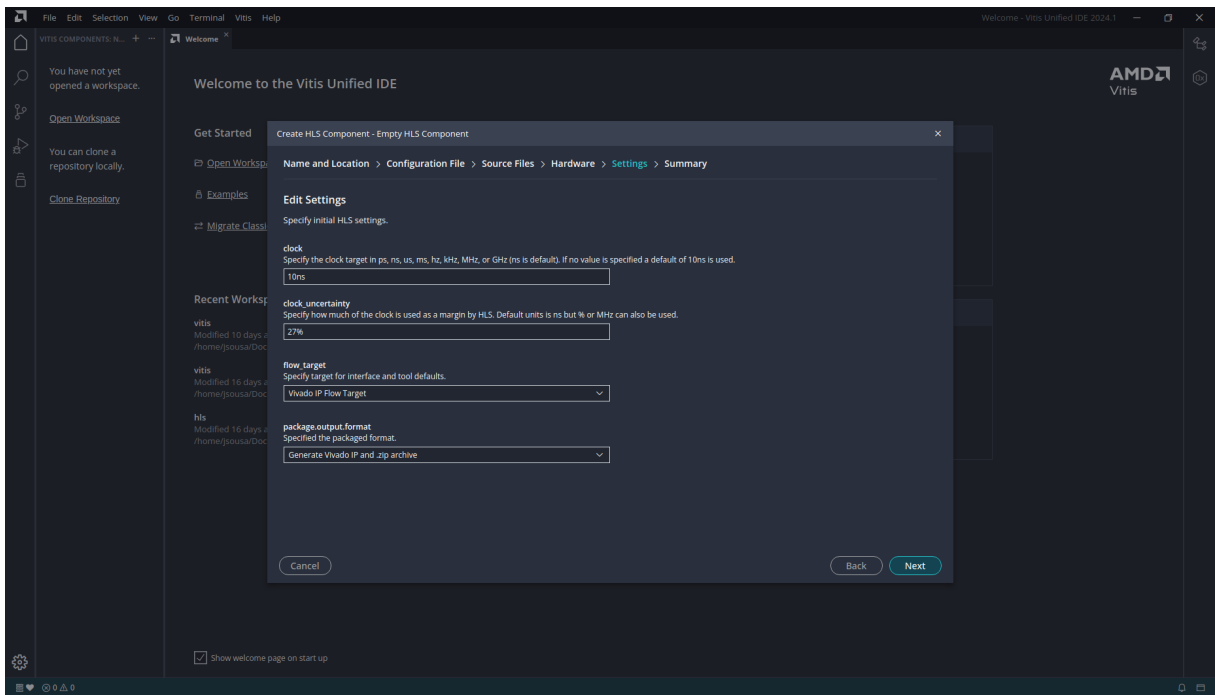 File Edit Selection View Go Terminal Vitis Help
Welcome - Vitis Unified IDE 2024.1
VITIS COMPONENTS: N...
Welcome
You have not yet
opened a workspace.
Open Workspace
You can clone a
repository locally.
Clone Repository
Welcome to the Vitis Unified IDE
AMD
Vitis
Get Started
Open Workspa
Examples
Migrate Classi
Recent Worksp
vitis
Modified 10 days a
/home/jsousa/Doc
vitis
Modified 16 days a
/home/jsousa/Doc
hls
Modified 16 days a
/home/jsousa/Doc
Create HLS Component - Empty HLS Component
Name and Location > Configuration File > Source Files > Hardware > Settings > Summary
Edit Settings
Specify initial HLS settings.
clock
Specify the clock target in ps, ns, us, ms, hz, kHz, MHz, or GHz (ns is default). If no value is specified a default of 10ns is used.
10ns
clock_uncertainty
Specify how much of the clock is used as a margin by HLS. Default units is ns but % or MHz can also be used.
27%
flow_target
Specify target for interface and tool defaults.
Vivado IP Flow Target
package.output.format
Specified the packaged format.
Generate Vivado IP and .zip archive
Cancel
Back
Next
Show welcome page on start up
0 0